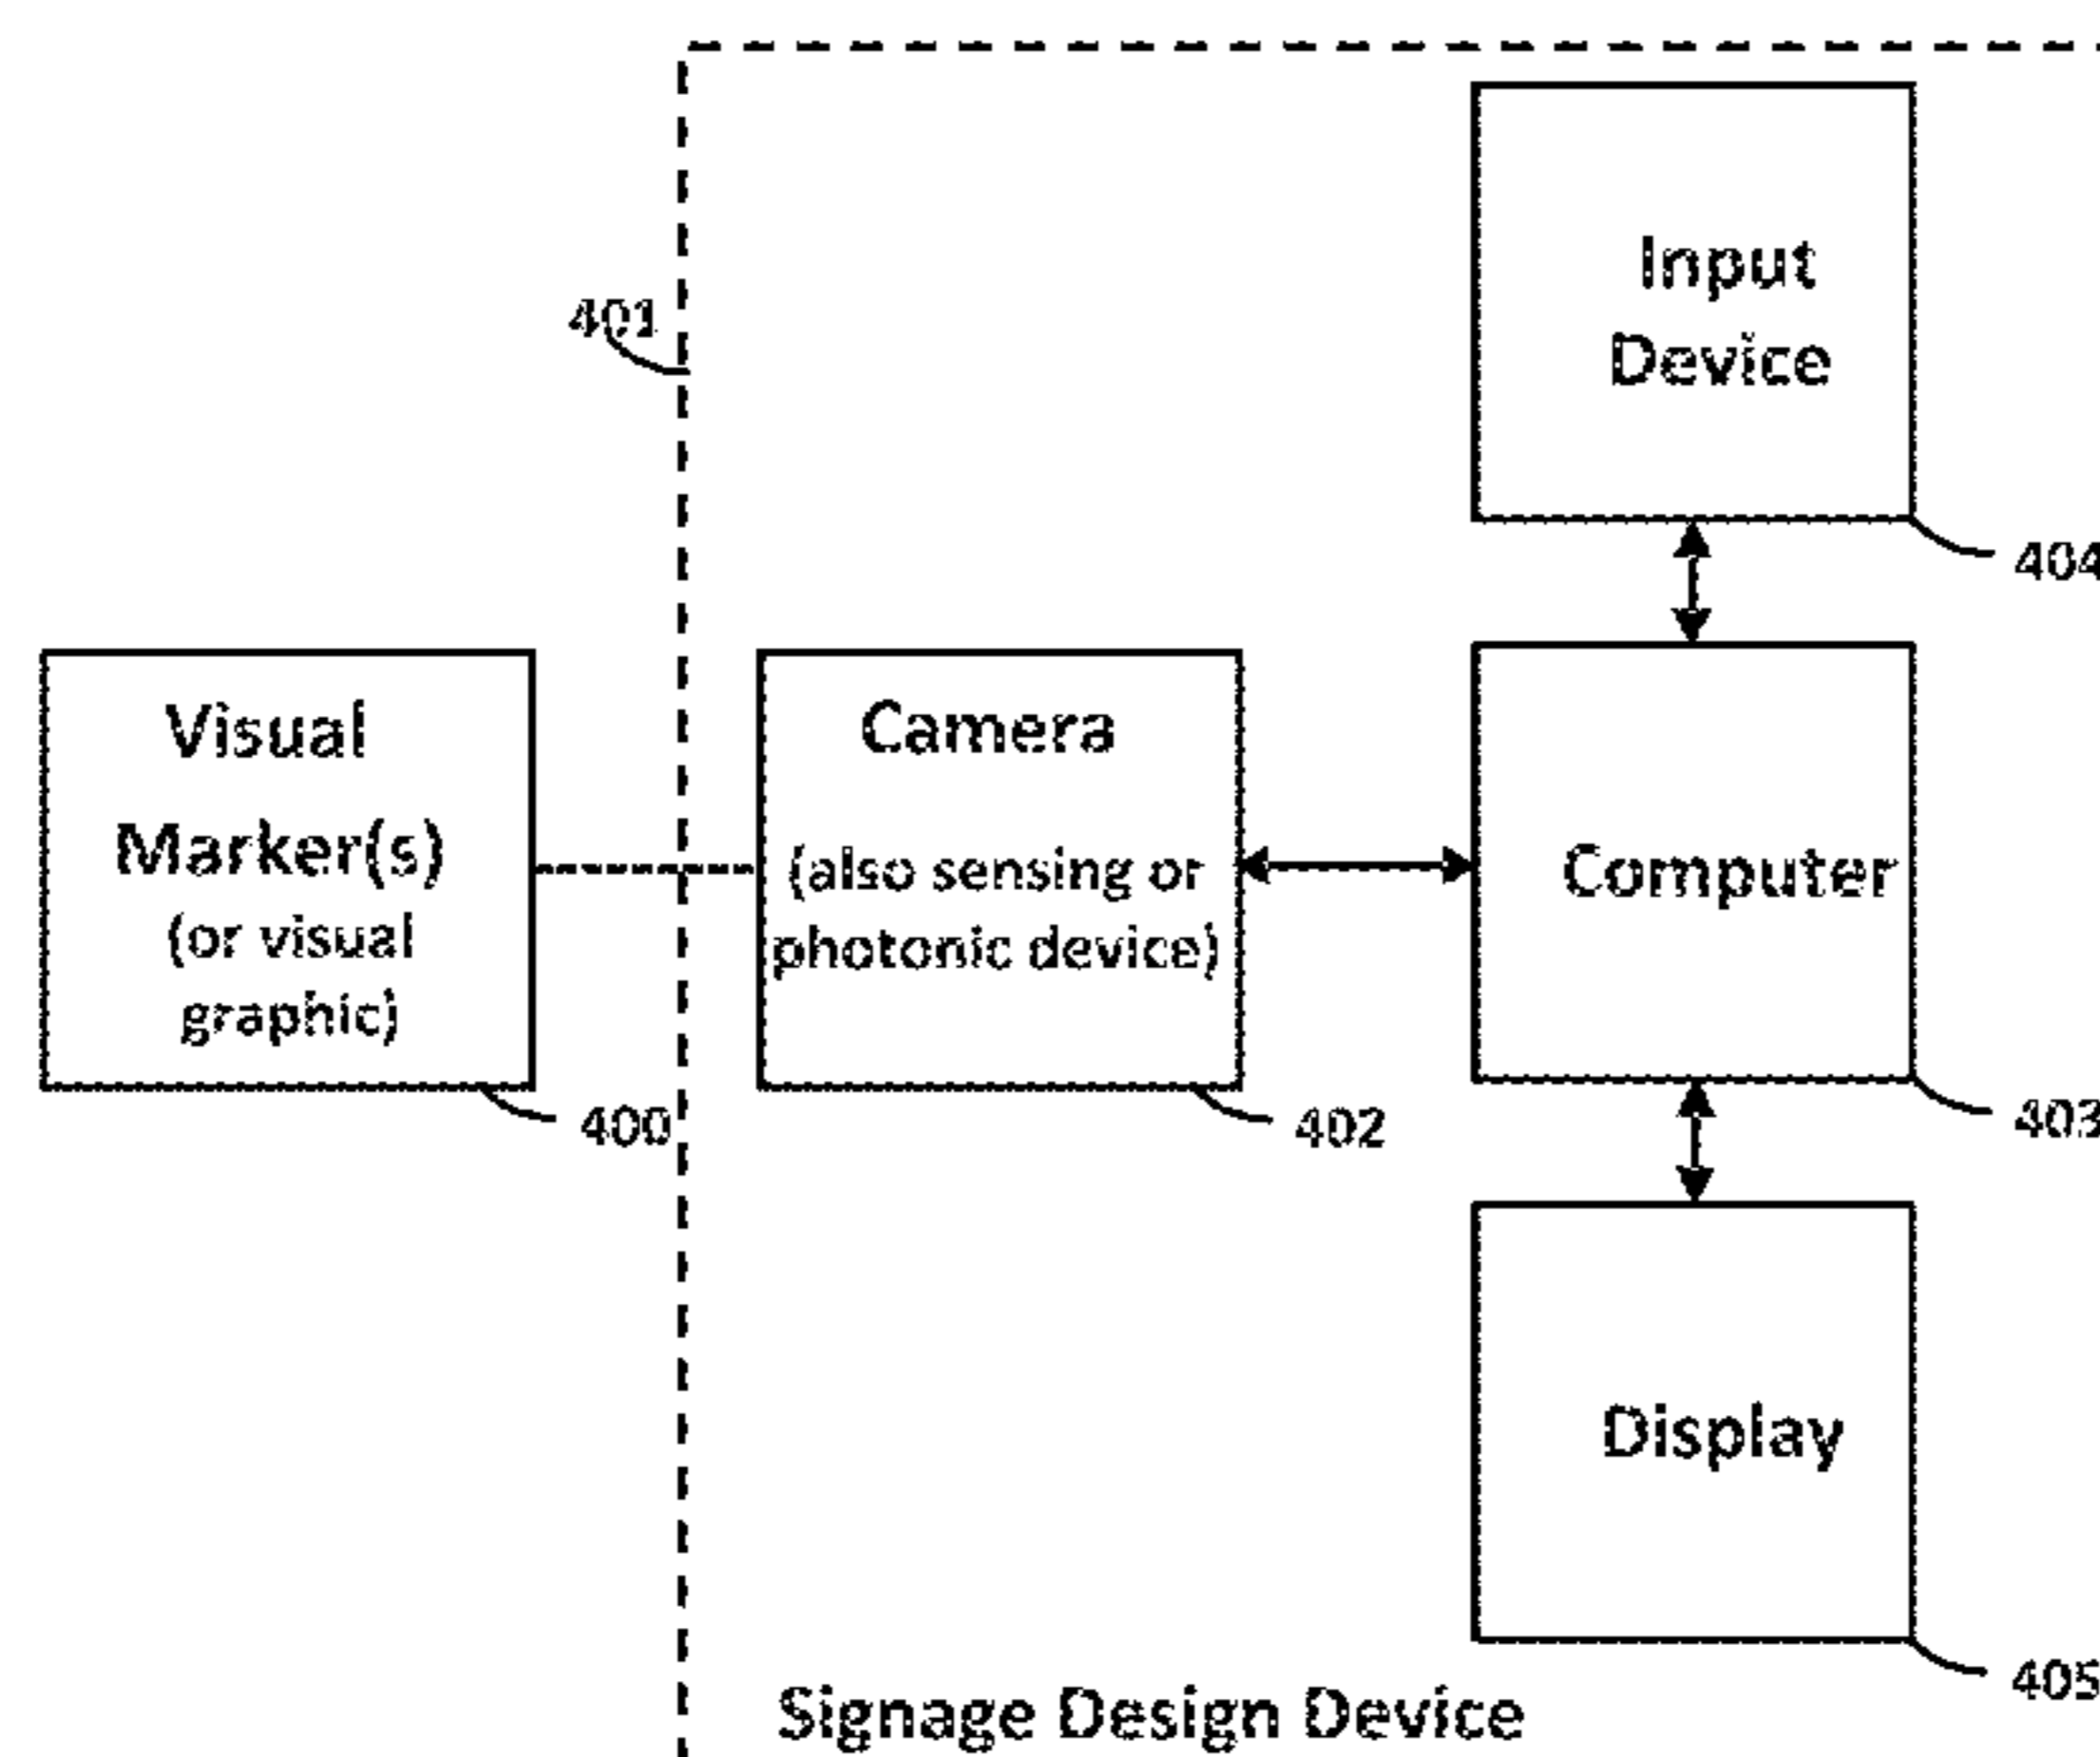 Input
Device
401
404
Visual
Marker(s)
(or visual
graphic)
400
Camera
(also sensing or
photonic device)
402
Computer
403
Display
405
Signage Design Device